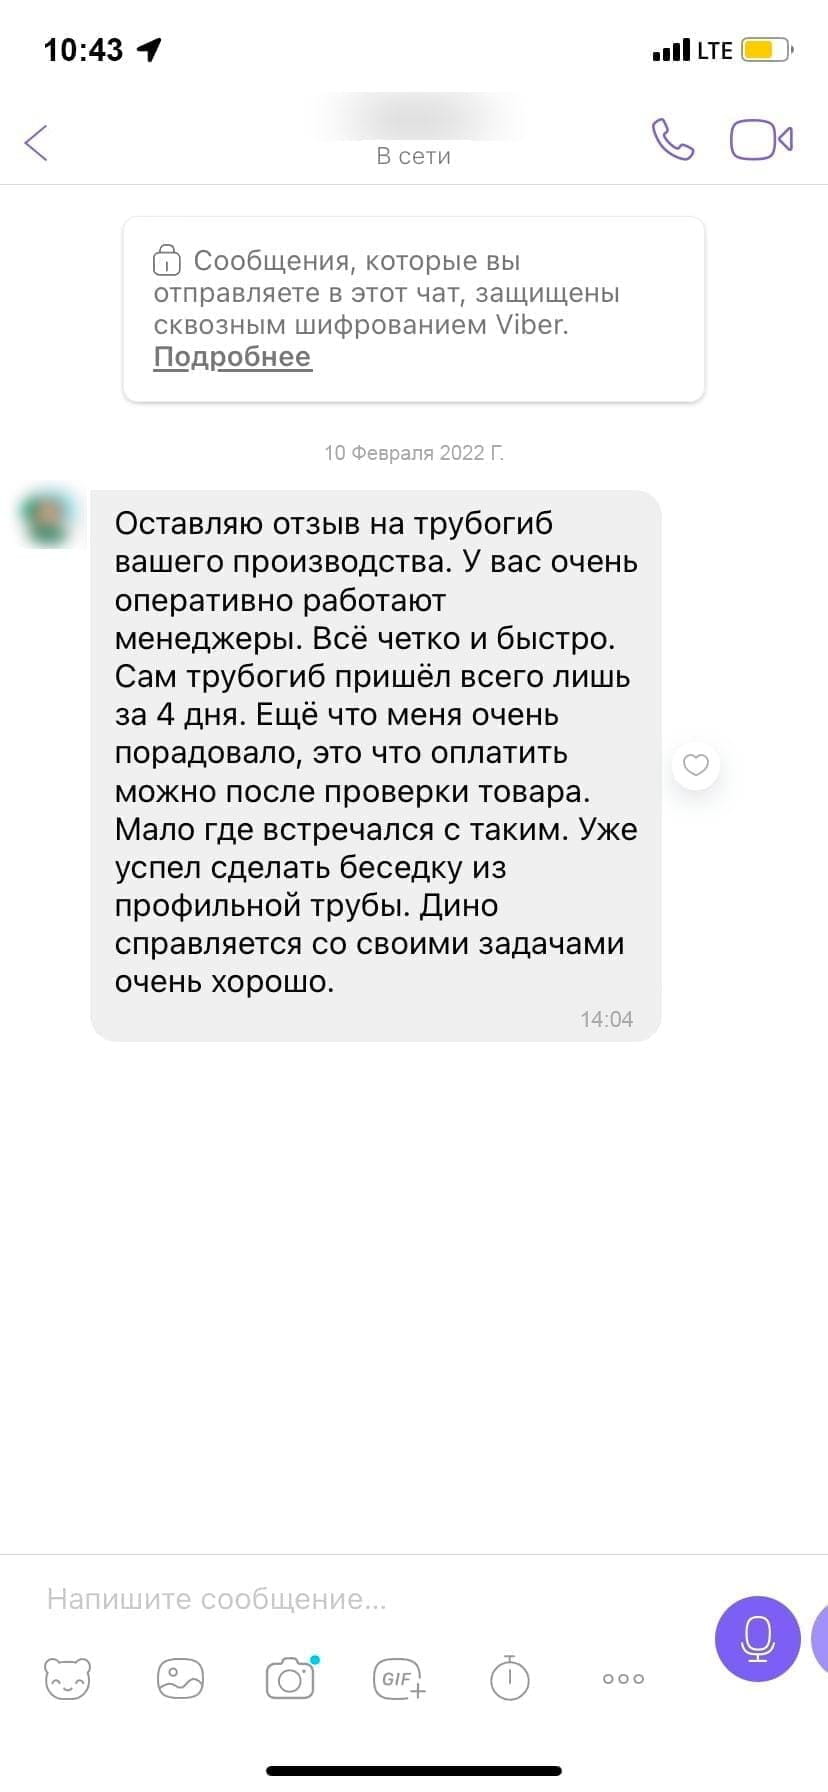 10:43
LTE
В сети
Сообщения, которые вы
отправляете в этот чат, защищены
сквозным шифрованием Viber.
Подробнее
10 Февраля 2022 Г.
Оставляю отзыв на трубогиб
вашего производства. У вас очень
оперативно работают
менеджеры. Всё четко и быстро.
Сам трубогиб пришёл всего лишь
за 4 дня. Ещё что меня очень
порадовало, это что оплатить
можно после проверки товара.
Мало где встречался с таким. Уже
успел сделать беседку из
профильной трубы. Дино
справляется со своими задачами
очень хорошо.
14:04
Напишите сообщение...
GIF